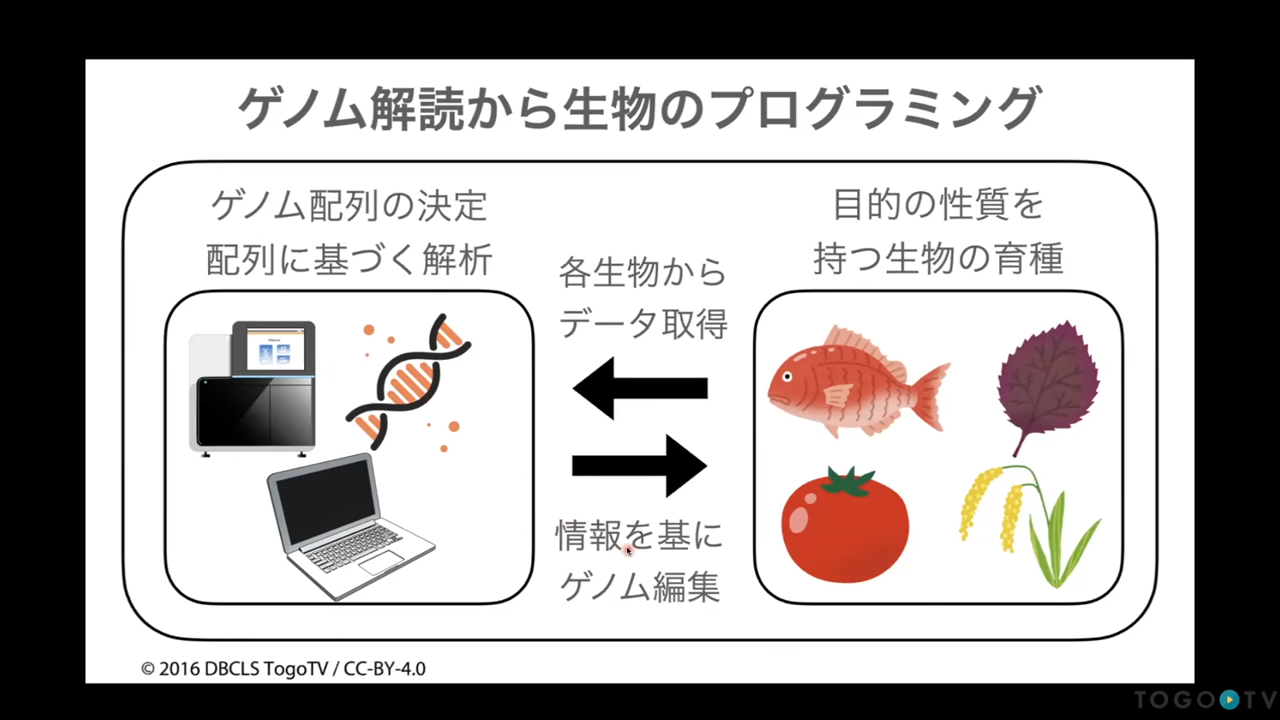 ゲノム解読から生物のプログラミング
ゲノム配列の決定
配列に基づく解析
各生物から
データ取得
情報を基に
ゲノム編集
目的の性質を
持つ生物の育種
© 2016 DBCLS TogoTV / CC-BY-4.0
TOGOTV